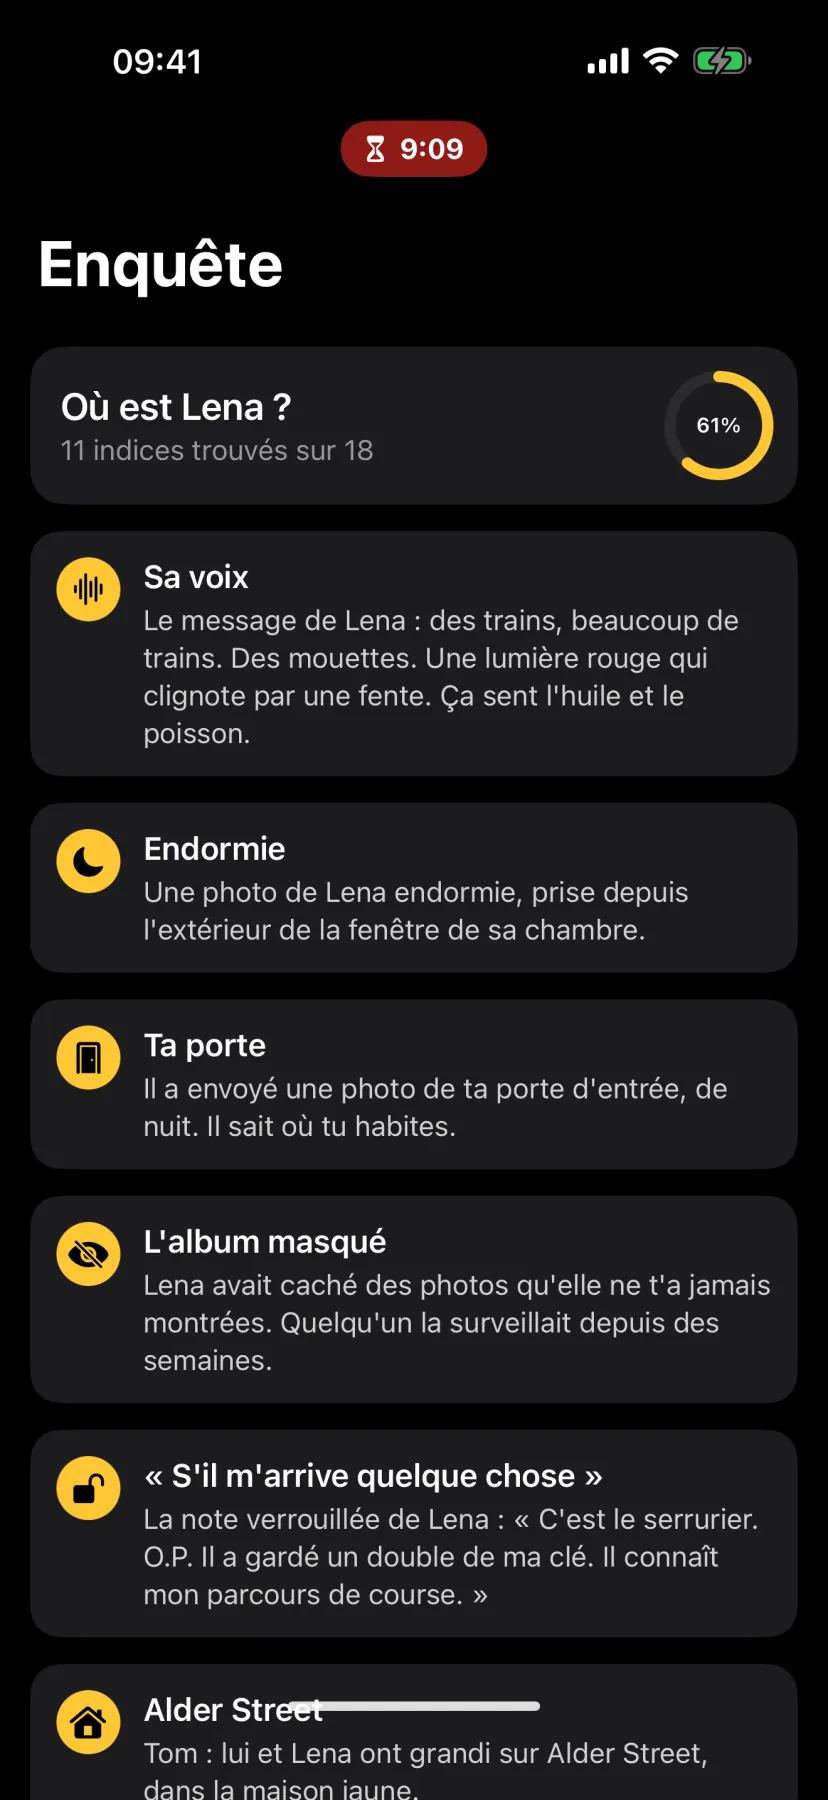 09:41
9:09
Enquête
Où est Lena ?
11 indices trouvés sur 18
61%
Sa voix
Le message de Lena : des trains, beaucoup de
trains. Des mouettes. Une lumière rouge qui
clignote par une fente. Ça sent l'huile et le
poisson.
Endormie
Une photo de Lena endormie, prise depuis
l'extérieur de la fenêtre de sa chambre.
Ta porte
Il a envoyé une photo de ta porte d'entrée, de
nuit. Il sait où tu habites.
L'album masqué
Lena avait caché des photos qu'elle ne t'a jamais
montrées. Quelqu'un la surveillait depuis des
semaines.
« S'il m'arrive quelque chose »
La note verrouillée de Lena : « C'est le serrurier.
O.P. Il a gardé un double de ma clé. Il connaît
mon parcours de course. »
Alder Street
Tom : lui et Lena ont grandi sur Alder Street,
dans la maison jaune.